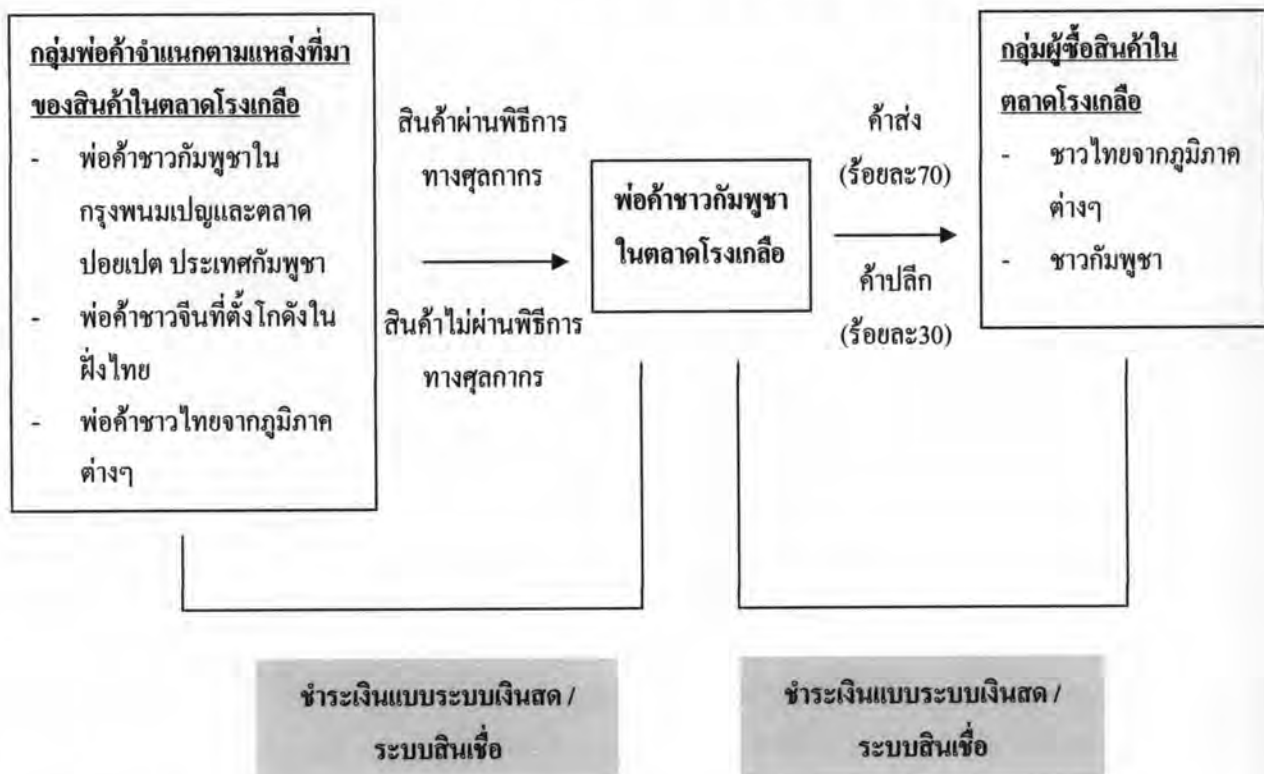 กลุ่มพ่อค้าจำแนกตามแหล่งที่มา
ของสินค้าในตลาดโรงเกลือ
- พ่อค้าชาวกัมพูชาใน
กรุงพนมเปญและตลาด
ปอยเปต ประเทศกัมพูชา
- พ่อค้าชาวจีนที่ตั้งโกดังใน
ฝั่งไทย
- พ่อค้าชาวไทยจากภูมิภาค
ต่างๆ
สินค้าผ่านพิธีการ
ทางศุลกากร
สินค้าไม่ผ่านพิธีการ
ทางศุลกากร
พ่อค้าชาวกัมพูชา
ในตลาดโรงเกลือ
ค้าส่ง
(ร้อยละ70)
ค้าปลีก
(ร้อยละ30)
กลุ่มผู้ซื้อสินค้าใน
ตลาดโรงเกลือ
- ชาวไทยจากภูมิภาค
ต่างๆ
- ชาวกัมพูชา
ชำระเงินแบบระบบเงินสด /
ระบบสินเชื่อ
ชำระเงินแบบระบบเงินสด /
ระบบสินเชื่อ